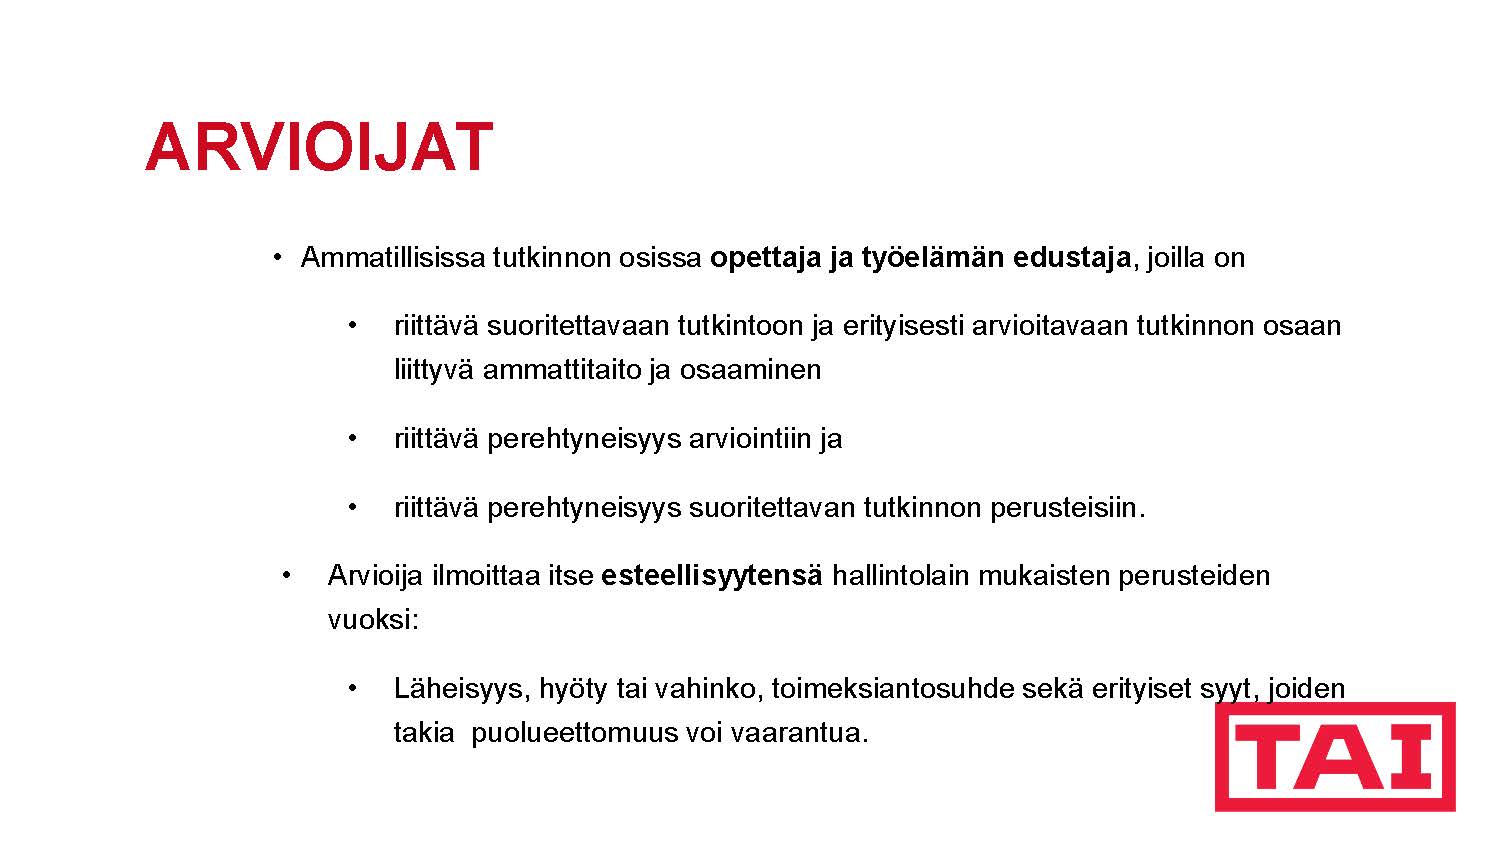 ARVIOIJAT
• Ammatillisissa tutkinnon osissa opettaja ja työelämän edustaja, joilla on
• riittävä suoritettavaan tutkintoon ja erityisesti arvioitavaan tutkinnon osaan
liittyvä ammattitaito ja osaaminen
• riittävä perehtyneisyys arviointiin ja
• riittävä perehtyneisyys suoritettavan tutkinnon perusteisiin.
• Arvioija ilmoittaa itse esteellisyytensä hallintolain mukaisten perusteiden
vuoksi:
• Läheisyys, hyöty tai vahinko, toimeksiantosuhde sekä erityiset syyt, joiden
takia  puolueettomuus voi vaarantua.
TAI